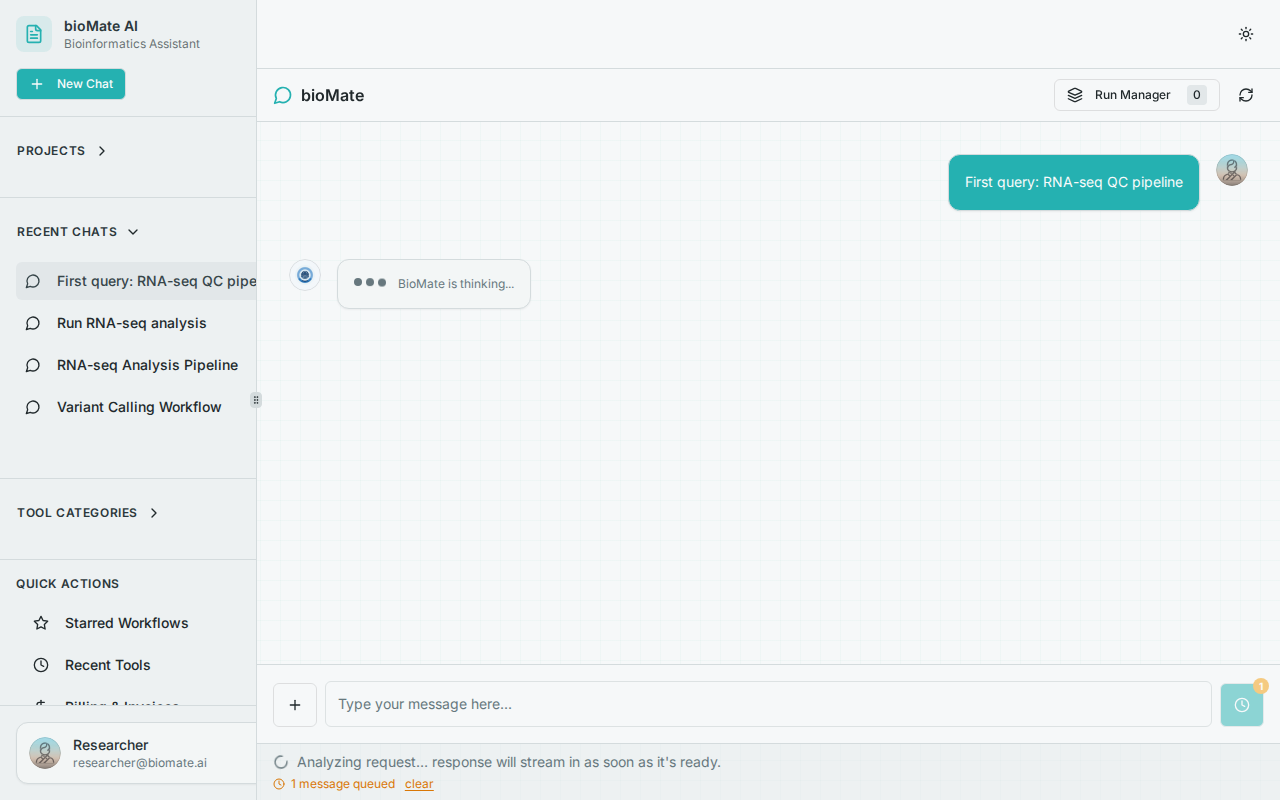 bioMate AI
Bioinformatics Assistant
New Chat
PROJECTS
RECENT CHATS
First query: RNA-seq QC pipe
Run RNA-seq analysis
RNA-seq Analysis Pipeline
Variant Calling Workflow
TOOL CATEGORIES
QUICK ACTIONS
Starred Workflows
Recent Tools
Billing & Invoices
Researcher
researcher@biomate.ai
bioMate
Run Manager 0
First query: RNA-seq QC pipeline
BioMate is thinking...
Type your message here...
1
Analyzing request... response will stream in as soon as it's ready.
1 message queued clear